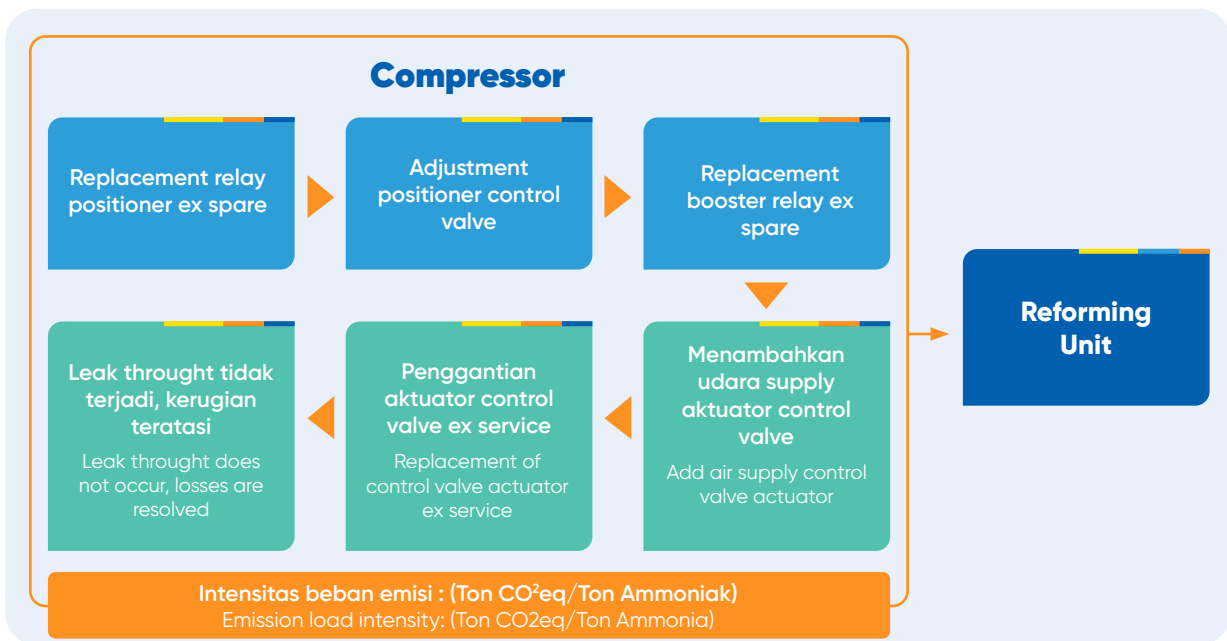 Compressor
Replacement relay
positioner ex spare
Adjustment
positioner control
valve
Replacement
booster relay ex
spare
Reforming
Unit
Leak throught tidak
terjadi, kerugian
teratasi
Leak throught does
not occur, losses are
resolved
Penggantian
aktuator control
valve ex service
Replacement of
control valve actuator
ex service
Menambahkan
udara supply
aktuator control
valve
Add air supply control
valve actuator
Intensitas beban emisi : (Ton CO²eq/Ton Ammoniak)
Emission load intensity: (Ton CO2eq/Ton Ammonia)